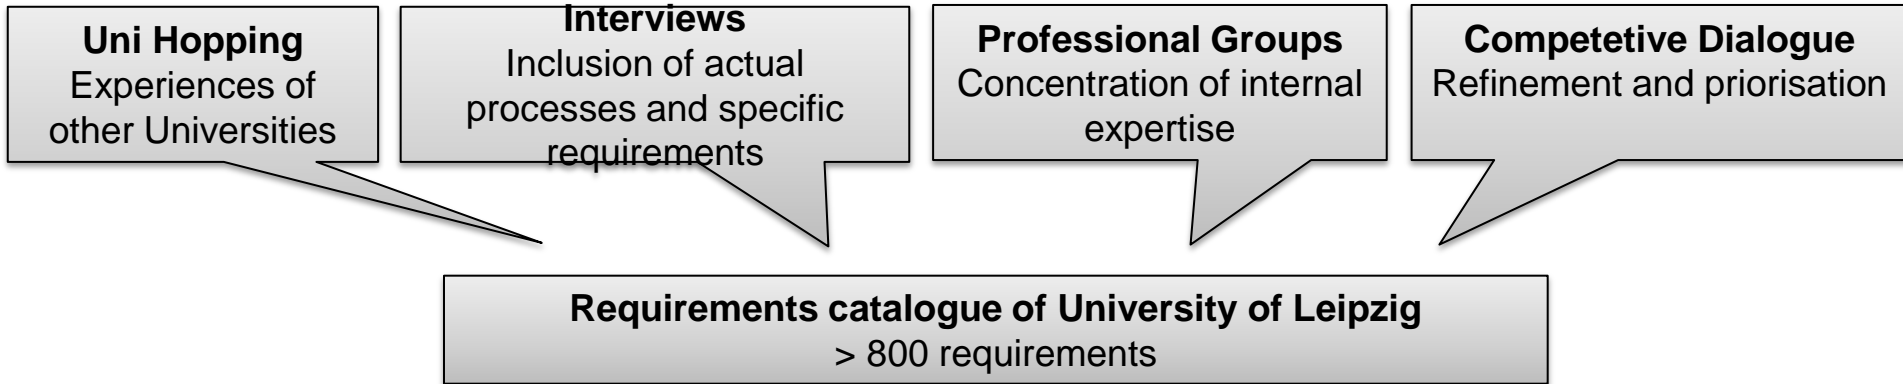 Uni Hopping
Experiences of
other Universities
Interviews
Inclusion of actual
processes and specific
requirements
Professional Groups
Concentration of internal
expertise
Competetive Dialogue
Refinement and priorisation
Requirements catalogue of University of Leipzig
> 800 requirements